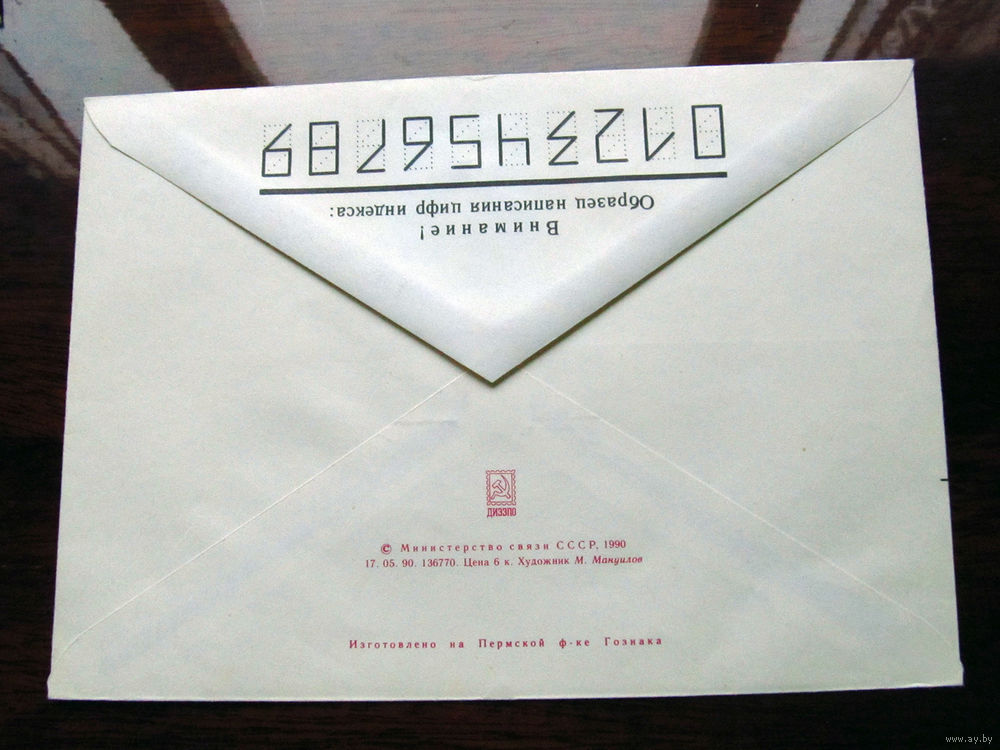 Внимание!
Образец написания цифр индекса:
0123456789
ДИЭЗПО
© Министерство связи СССР, 1990
17. 05. 90. 136770. Цена 6 к. Художник М. Мануилов
Изготовлено на Пермской ф-ке Гознака
www.ay.by